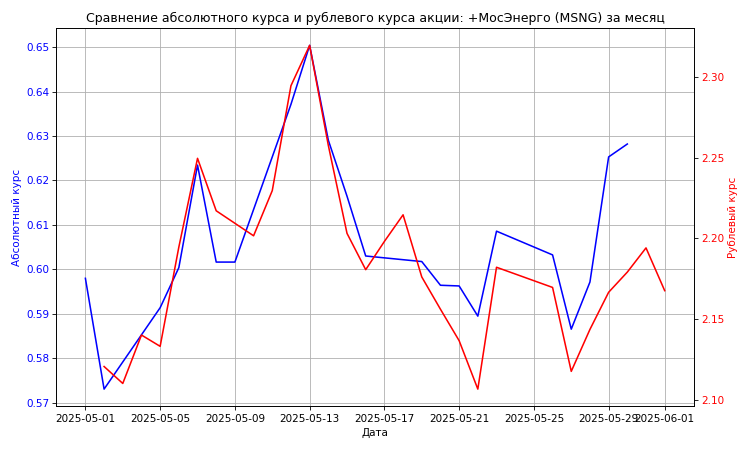 Сравнение абсолютного курса и рублевого курса акции: +МосЭнерго (MSNG) за месяц
0.65
0.64
0.63
0.62
0.61
0.60
0.59
0.58
0.57
Абсолютный курс
2.30
2.25
2.20
2.15
2.10
Рублевый курс
2025-05-01 2025-05-05 2025-05-09 2025-05-13 2025-05-17 2025-05-21 2025-05-25 2025-05-29 2025-06-01
Дата